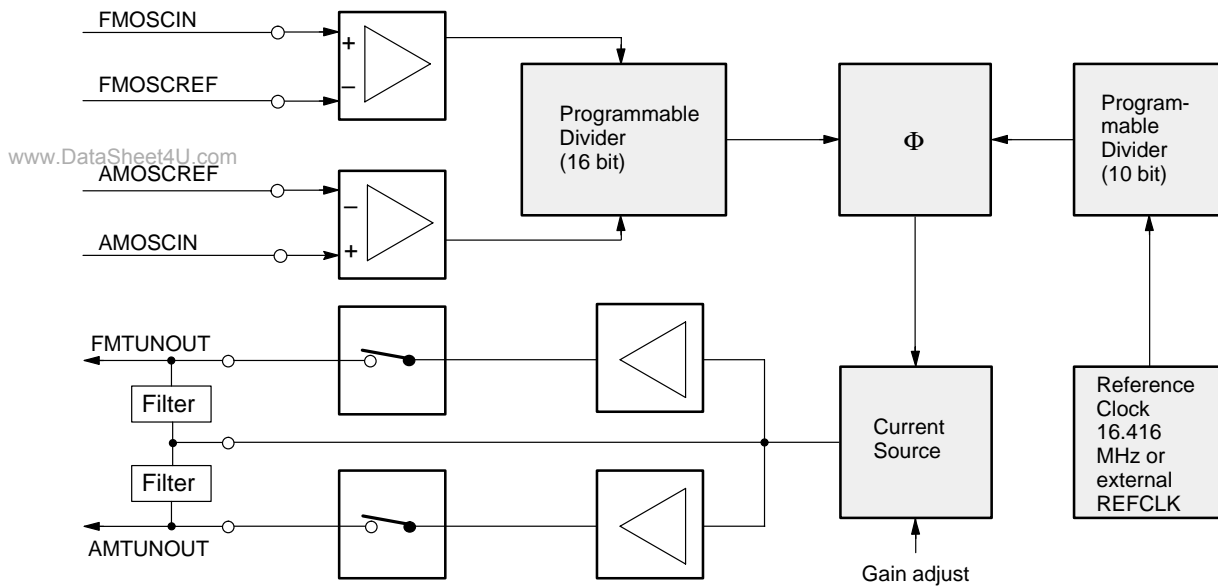 FMOSCIN
+
−
FMOSCREF
www.DataSheet4U.com
AMOSCREF
−
+
AMOSCIN
Programmable
Divider
(16 bit)
Φ
Program-
mable
Divider
(10 bit)
FMTUNOUT
Filter
Filter
AMTUNOUT
Current
Source
Reference
Clock
16.416
MHz or
external
REFCLK
Gain adjust